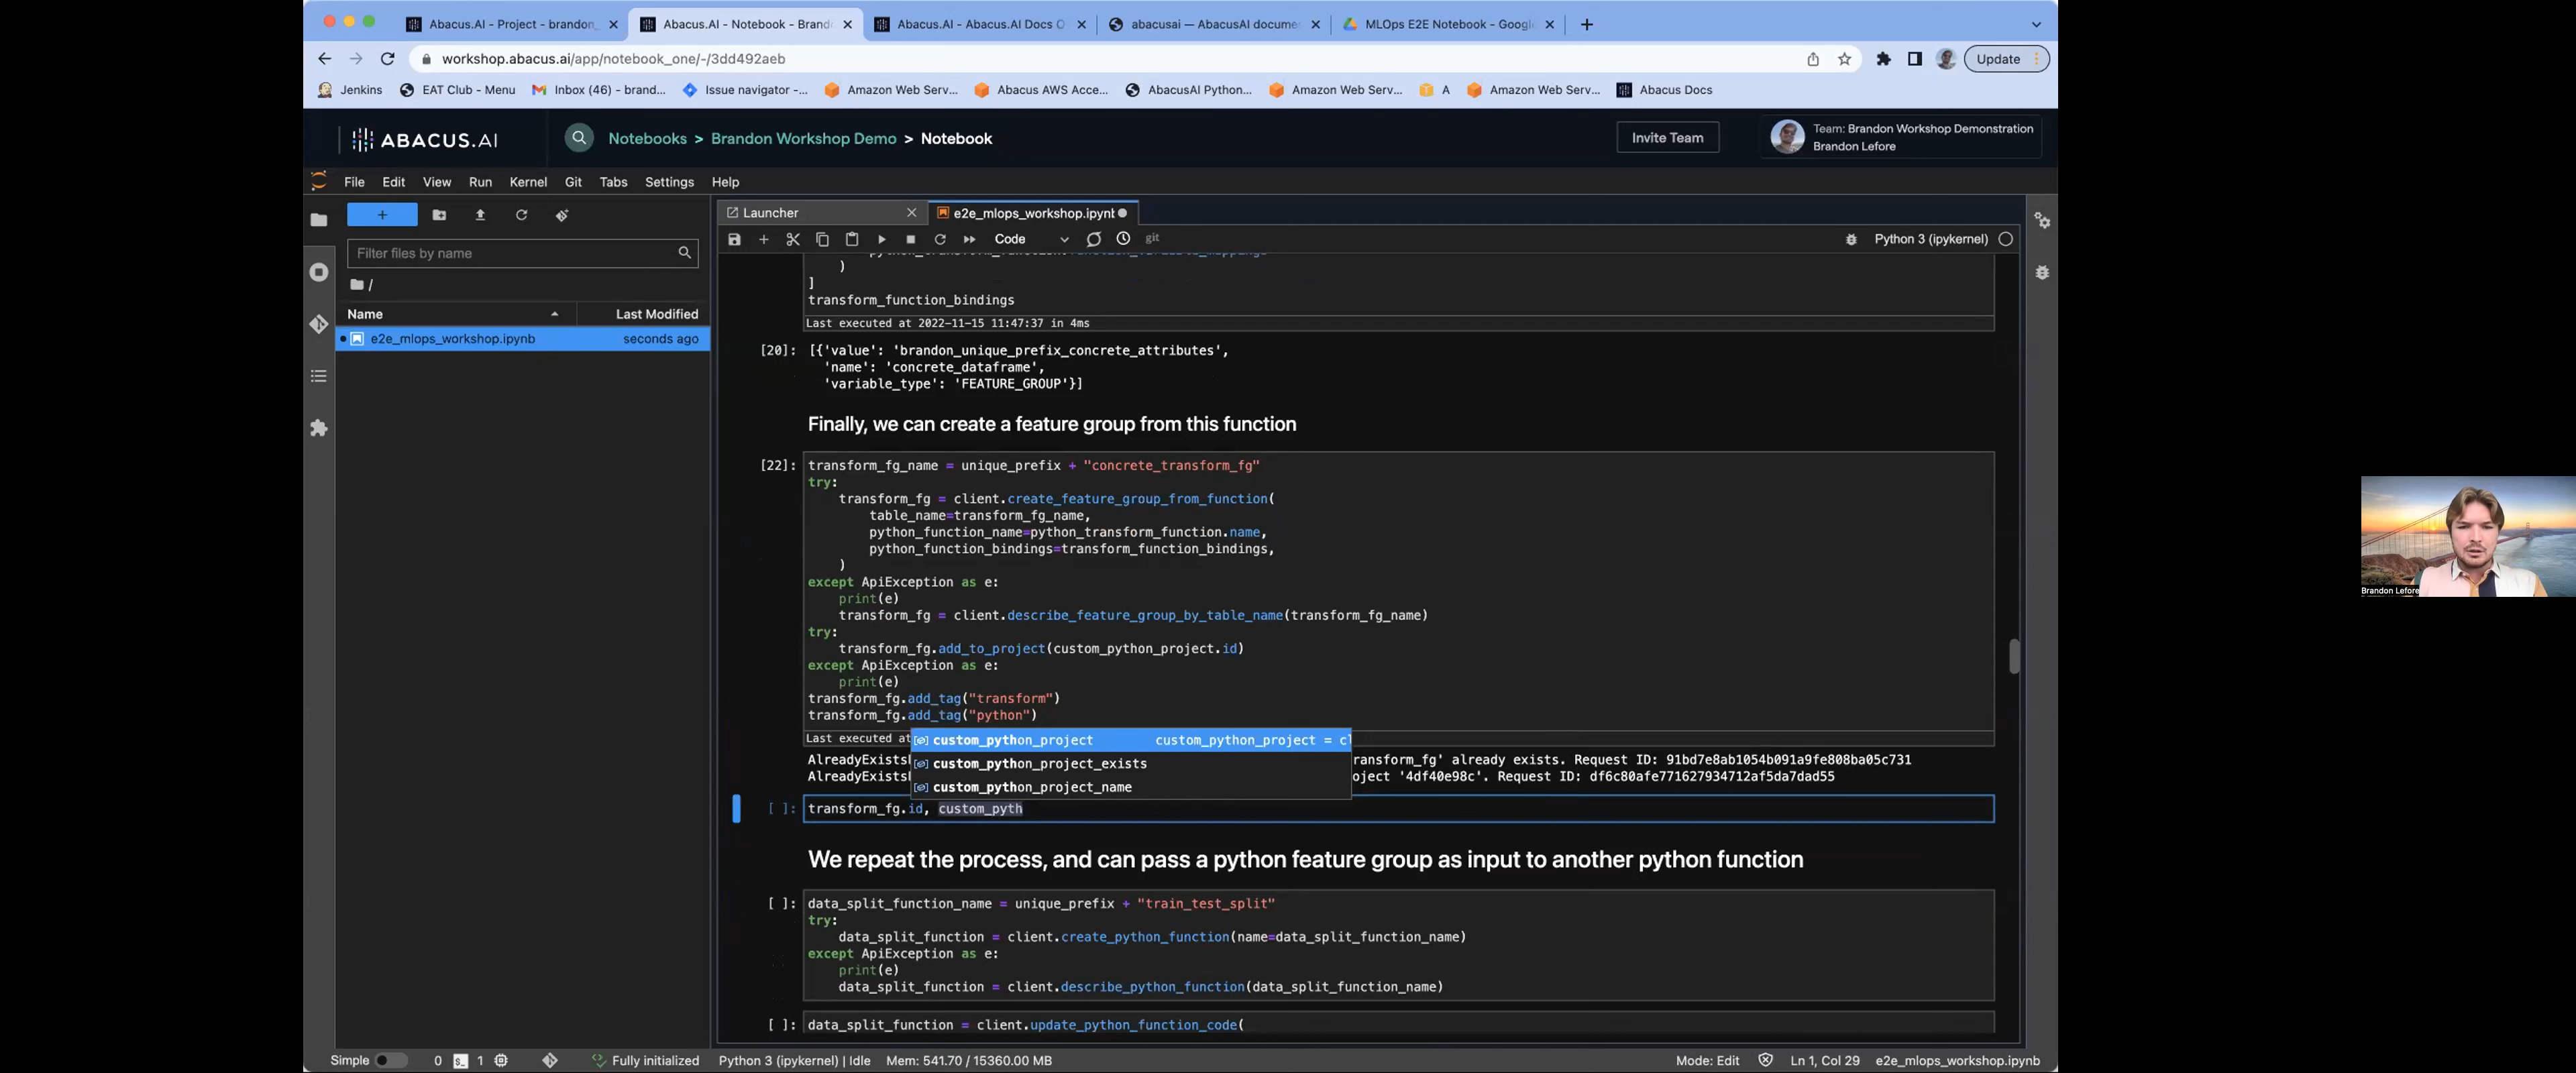 Abacus.AI - Project - brandon_
Abacus.AI - Notebook - Brand
Abacus.AI - Abacus.AI Docs O
abacusai — AbacusAI docume
MLOps E2E Notebook - Googl
workshop.abacus.ai/app/notebook_one/-/3dd492aeb
Update
Jenkins
EAT Club - Menu
Inbox (46) - brand...
Issue navigator -...
Amazon Web Serv...
Abacus AWS Acce...
AbacusAI Python...
Amazon Web Serv...
A
Amazon Web Serv...
Abacus Docs
ABACUS.AI
Notebooks > Brandon Workshop Demo > Notebook
Invite Team
Team: Brandon Workshop Demonstration
Brandon Lefore
File Edit View Run Kernel Git Tabs Settings Help
Launcher
e2e_mlops_workshop.ipynb
Code
git
Python 3 (ipykernel)
Filter files by name
/
Name
Last Modified
e2e_mlops_workshop.ipynb
seconds ago
)
]
transform_function_bindings
Last executed at 2022-11-15 11:47:37 in 4ms
[20]: [{'value': 'brandon_unique_prefix_concrete_attributes',
'name': 'concrete_dataframe',
'variable_type': 'FEATURE_GROUP'}]
Finally, we can create a feature group from this function
[22]: transform_fg_name = unique_prefix + "concrete_transform_fg"
try:
transform_fg = client.create_feature_group_from_function(
table_name=transform_fg_name,
python_function_name=python_transform_function.name,
python_function_bindings=transform_function_bindings,
)
except ApiException as e:
print(e)
transform_fg = client.describe_feature_group_by_table_name(transform_fg_name)
try:
transform_fg.add_to_project(custom_python_project.id)
except ApiException as e:
print(e)
transform_fg.add_tag("transform")
transform_fg.add_tag("python")
Last executed at
custom_python_project custom_python_project = cl
custom_python_project_exists
custom_python_project_name
AlreadyExists
ransform_fg' already exists. Request ID: 91bd7e8ab1054b091a9fe808ba05c731
AlreadyExists
oject '4df40e98c'. Request ID: df6c80afe771627934712af5da7dad55
[ ]: transform_fg.id, custom_pyth
We repeat the process, and can pass a python feature group as input to another python function
[ ]: data_split_function_name = unique_prefix + "train_test_split"
try:
data_split_function = client.create_python_function(name=data_split_function_name)
except ApiException as e:
print(e)
data_split_function = client.describe_python_function(data_split_function_name)
[ ]: data_split_function = client.update_python_function_code(
Simple
0
1
Fully initialized
Python 3 (ipykernel) | Idle
Mem: 541.70 / 15360.00 MB
Mode: Edit
Ln 1, Col 29
e2e_mlops_workshop.ipynb
Brandon Lefore